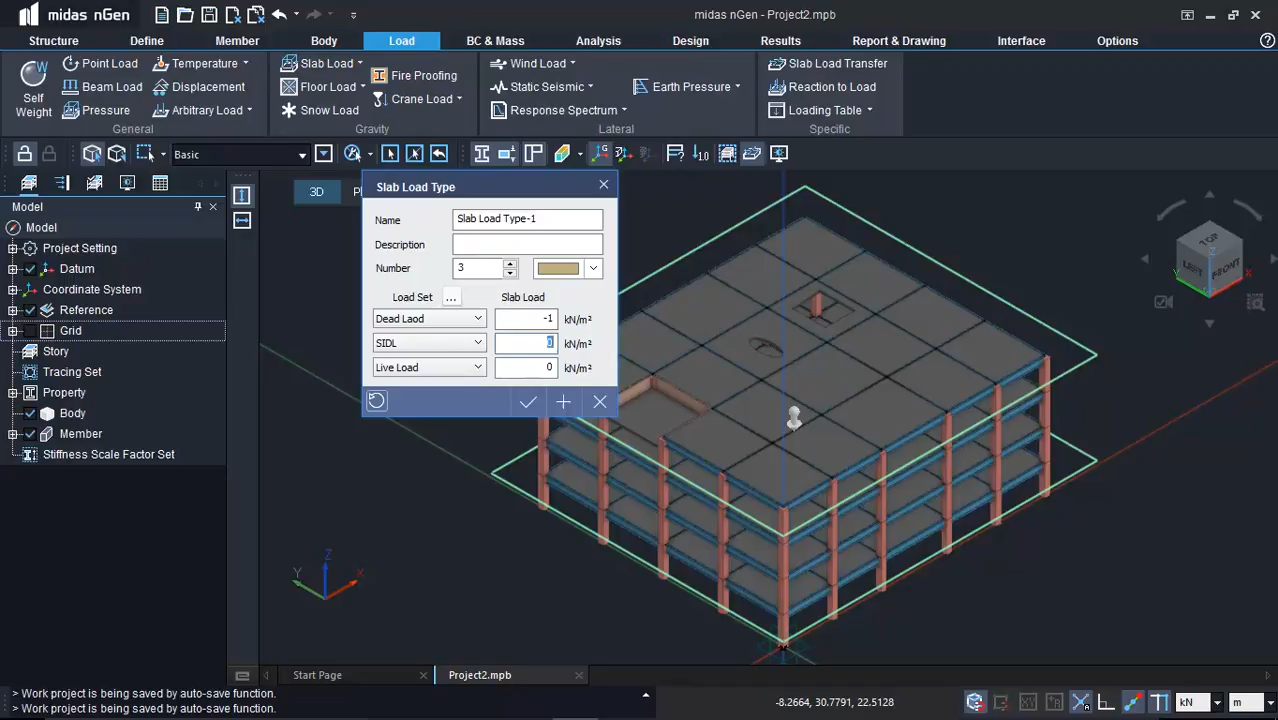 midas nGen
midas nGen - Project2.mpb
Structure Define Member Body Load BC & Mass Analysis Design Results Report & Drawing Interface Options
Point Load Temperature Slab Load Fire Proofing Wind Load Earth Pressure Slab Load Transfer
Self Weight Beam Load Displacement Floor Load Crane Load Static Seismic Reaction to Load
Pressure Arbitrary Load Snow Load Response Spectrum Loading Table
General Gravity Lateral Specific
Basic
1.0
Model
Model
Project Setting
Datum
Coordinate System
Reference
Grid
Story
Tracing Set
Property
Body
Member
Stiffness Scale Factor Set
3D
Slab Load Type
Name Slab Load Type-1
Description
Number 3
Load Set ... Slab Load
Dead Laod -1 kN/m²
SIDL 0 kN/m²
Live Load 0 kN/m²
TOP
LEFT FRONT
Z
Y X
Z
Y X
Start Page Project2.mpb
> Work project is being saved by auto-save function.
> Work project is being saved by auto-save function.
-8.2664, 30.7791, 22.5128
kN m